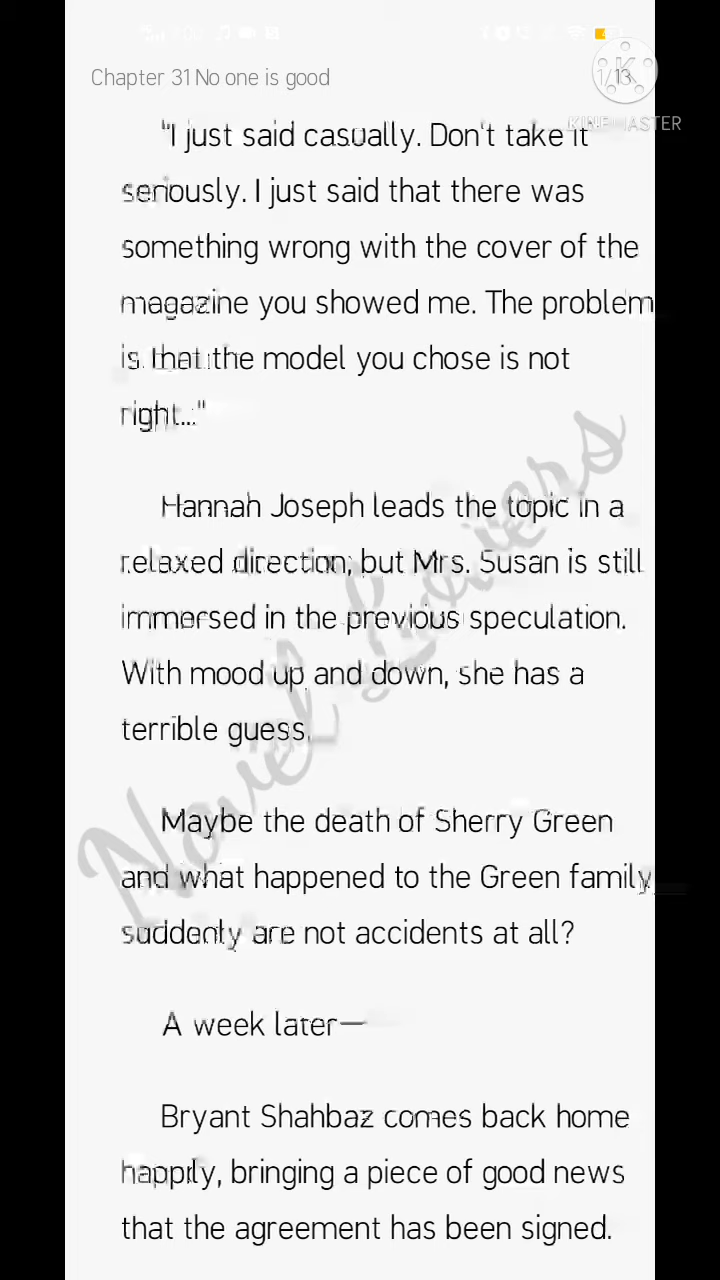 Chapter 31 No one is good
1/13
K
KINEMASTER
"I just said casually. Don't take it
seriously. I just said that there was
something wrong with the cover of the
magazine you showed me. The problem
is that the model you chose is not
right..."
Hannah Joseph leads the topic in a
relaxed direction, but Mrs. Susan is still
immersed in the previous speculation.
With mood up and down, she has a
terrible guess.
Maybe the death of Sherry Green
and what happened to the Green family
suddenly are not accidents at all?
A week later—
Bryant Shahbaz comes back home
happily, bringing a piece of good news
that the agreement has been signed.
Novel Lovers